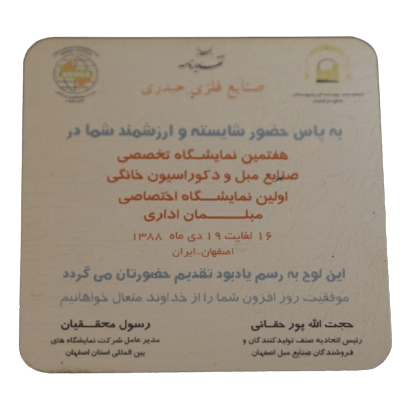 تقدیرنامه
صنایع فلزی حیدری
به پاس حضور شایسته و ارزشمند شما در
هفتمین نمایشگاه تخصصی
صنایع مبل و دکوراسیون خانگی
اولین نمایشگاه اختصاصی
مبلمان اداری
۱۶ لغایت ۱۹ دی ماه ۱۳۸۸
اصفهان-ایران
این لوح به رسم یادبود تقدیم حضورتان می گردد
موفقیت روز افزون شما را از خداوند متعال خواهانیم
حجت الله پور حقانی
رئیس اتحادیه صنف تولیدکنندگان و
فروشندگان صنایع مبل اصفهان
رسول محققیان
مدیر عامل شرکت نمایشگاه های
بین المللی استان اصفهان